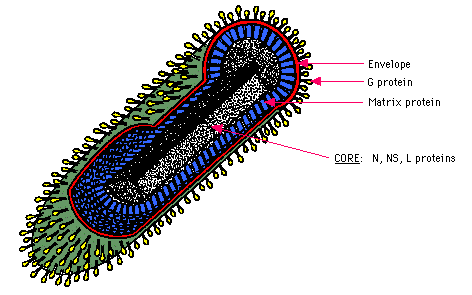 Envelope
G protein
Matrix protein
CORE: N, NS, L proteins